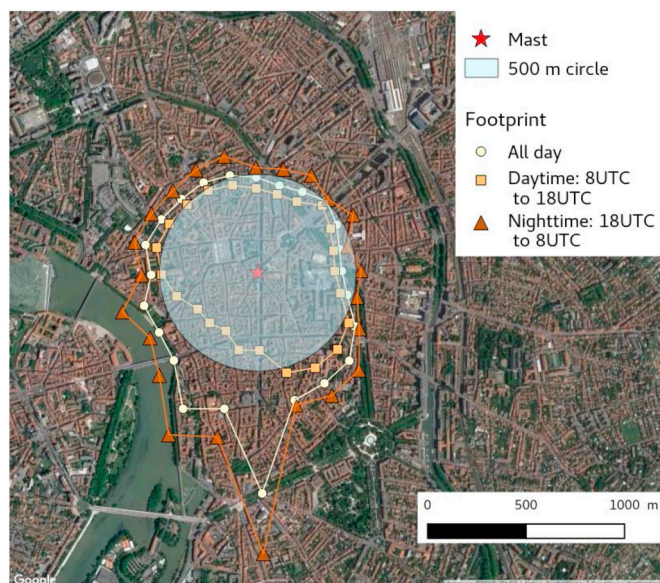 Mast
500 m circle
Footprint
All day
Daytime: 8UTC
to 18UTC
Nighttime: 18UTC
to 8UTC
0 500 1000 m
Google